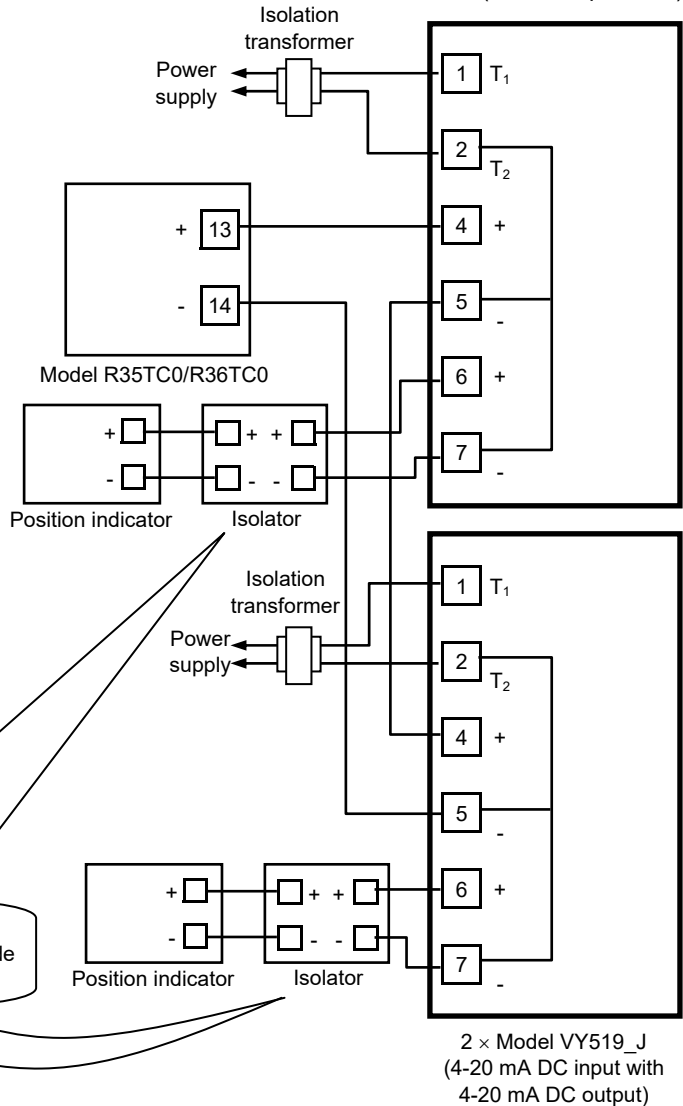 Isolation
transformer
Power
supply
1 T₁
2
T₂
+ 13
4 +
- 14
5
-
Model R35TC0/R36TC0
6 +
+ + + 
- - -
7
-
Position indicator
Isolator
Isolation
transformer
Power
supply
1 T₁
2
T₂
4 +
5
-
+ + +
6 +
- - -
7
-
Position indicator
Isolator
2 × Model VY519_J
(4-20 mA DC input with
4-20 mA DC output)